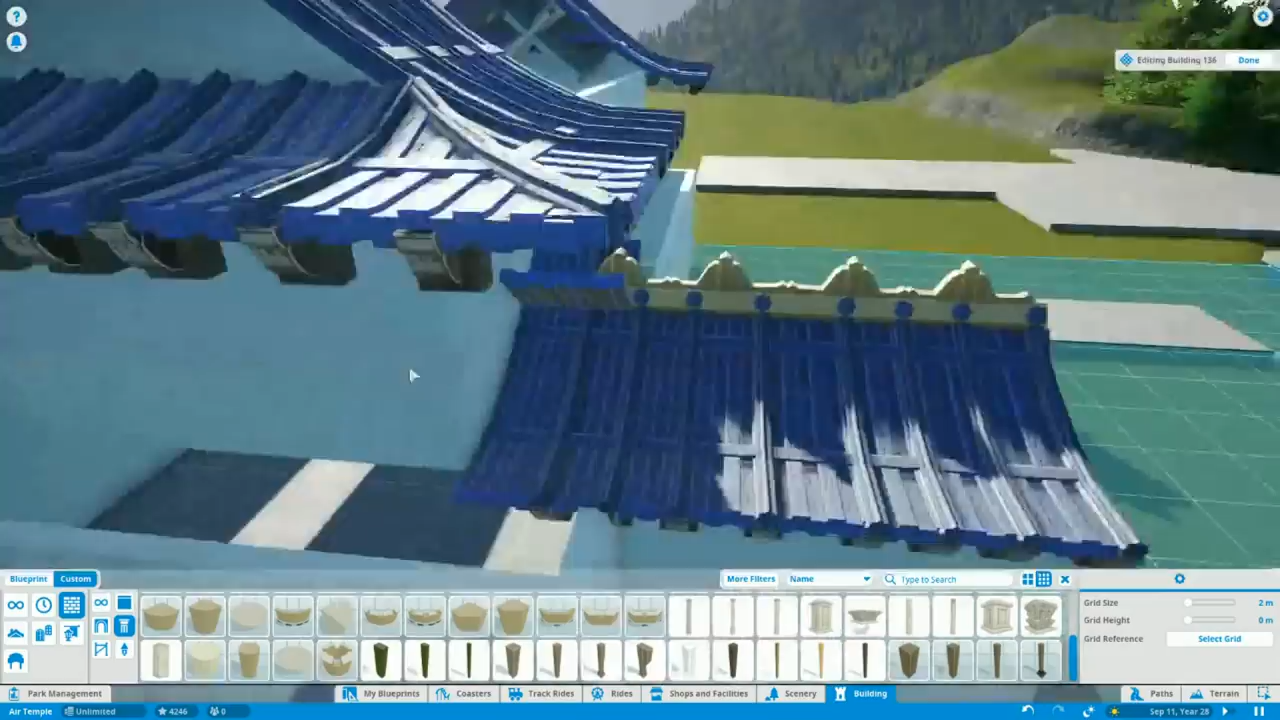 Editing Building 136 Done
Blueprint Custom More Filters Name Type to Search
Grid Size 2 m
Grid Height 0 m
Grid Reference Select Grid
Park Management My Blueprints Coasters Track Rides Rides Shops and Facilities Scenery Building Paths Terrain
Air Temple Unlimited 4246 0 Sep 11, Year 28